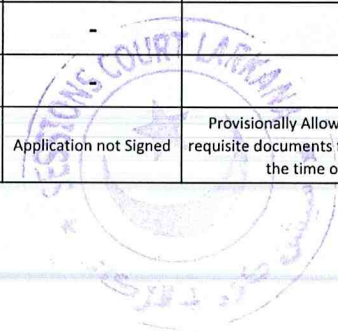 -
-
Application not Signed
Provisionally Allow
requisite documents
the time o
SESSIONS COURT LARKANA